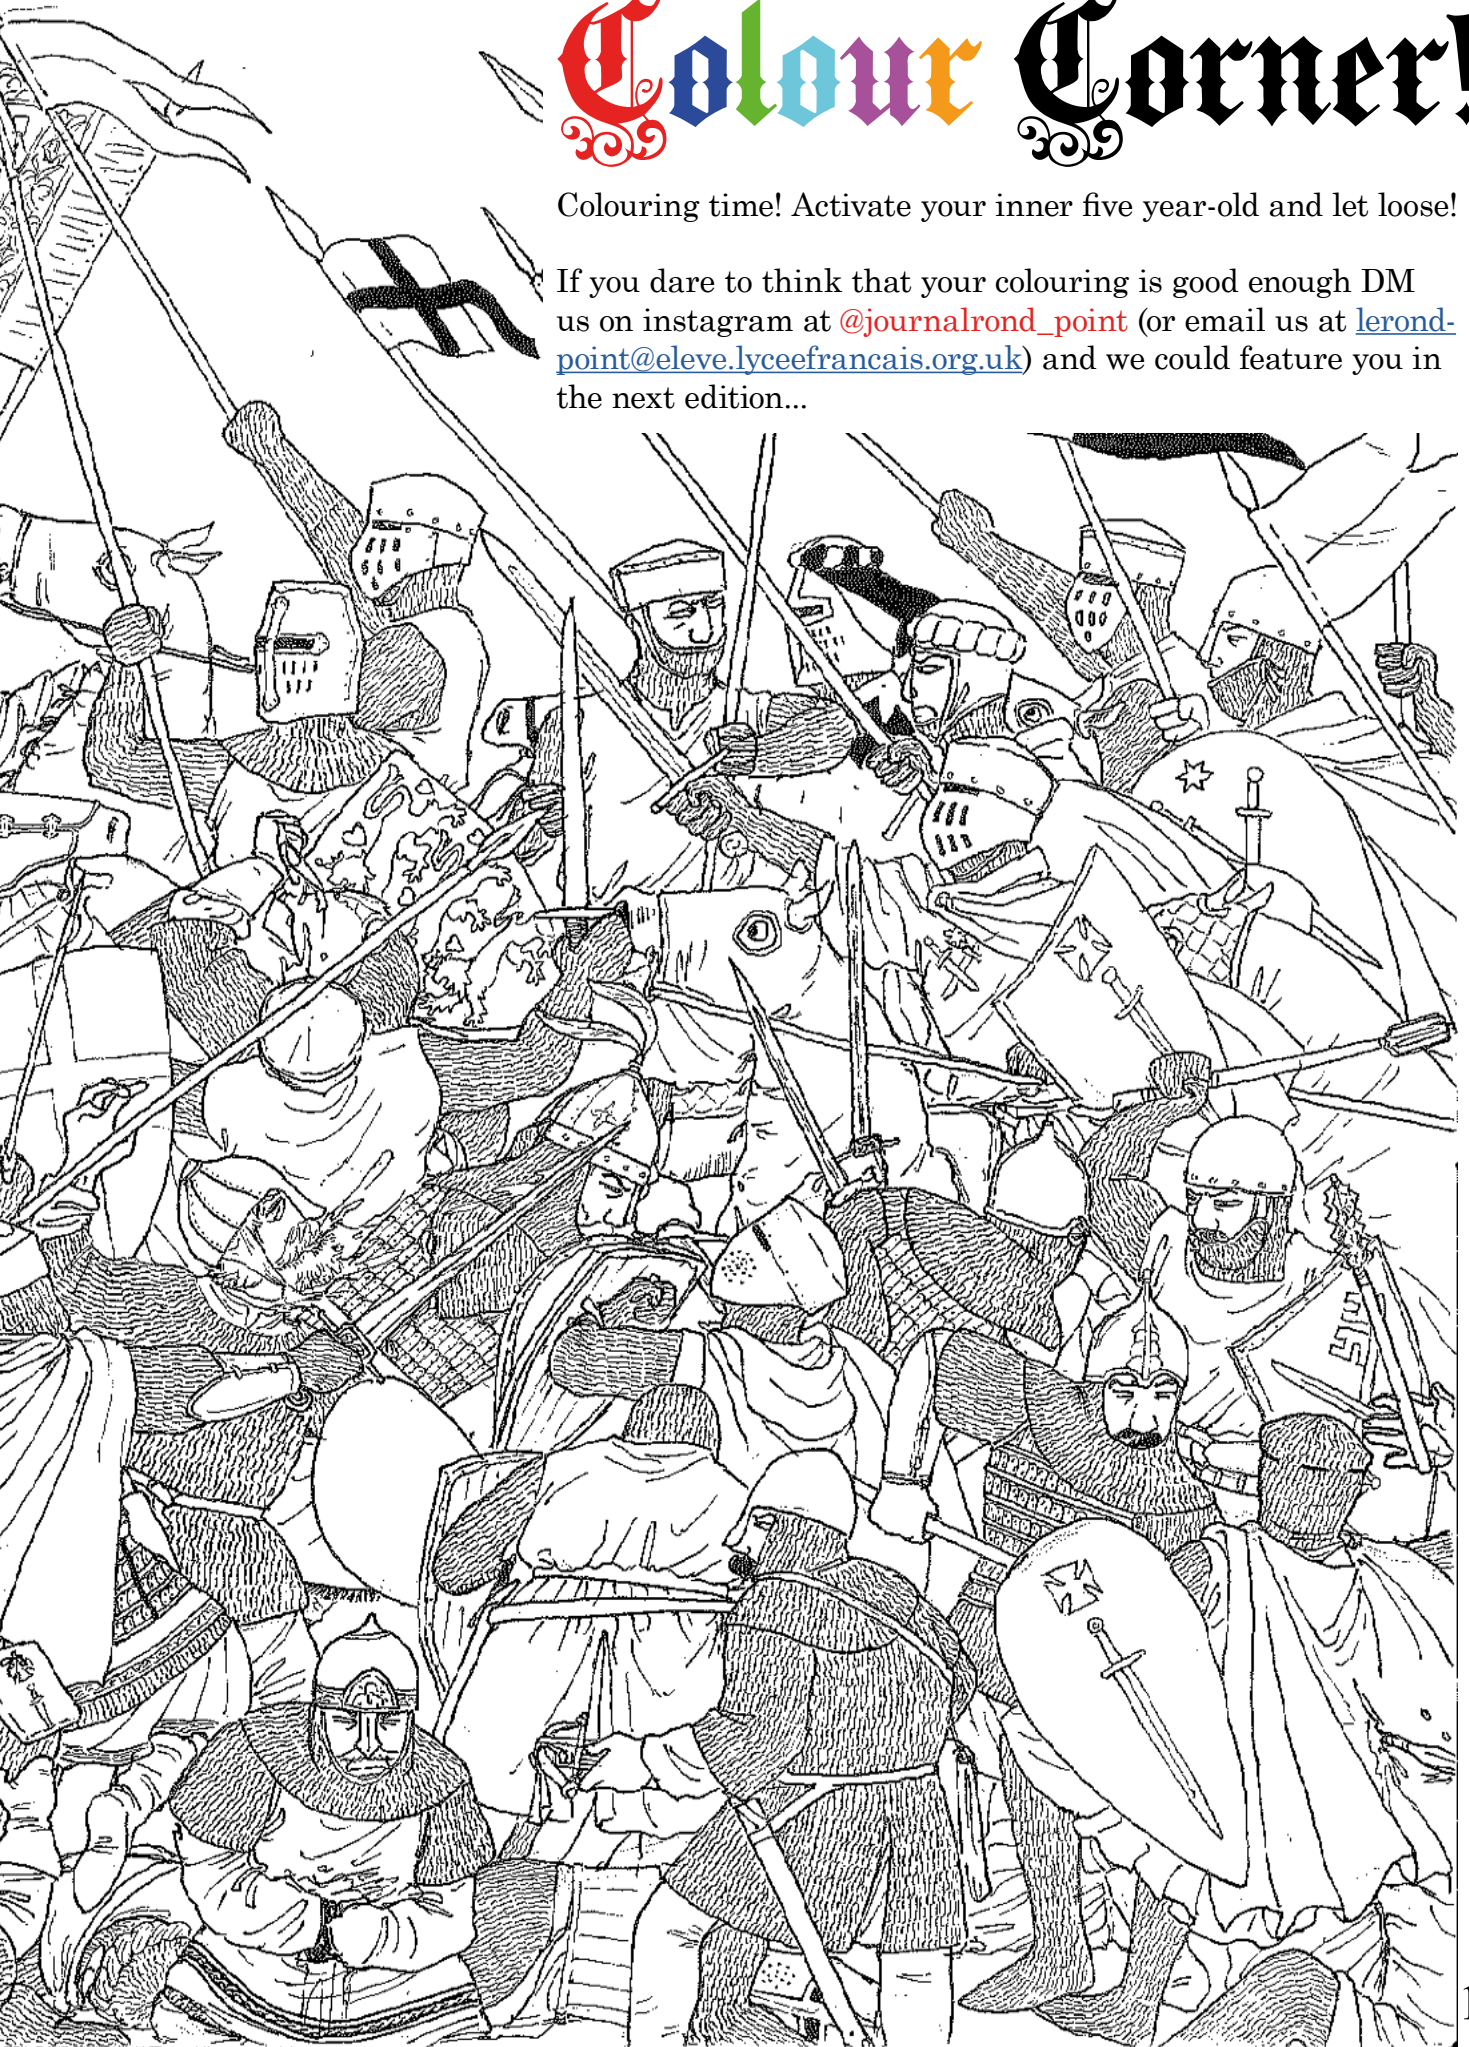 Colour Corner!
Colouring time! Activate your inner five year-old and let loose!
If you dare to think that your colouring is good enough DM
us on instagram at @journalrond_point (or email us at lerond-
point@eleve.lyceefrancais.org.uk) and we could feature you in
the next edition...